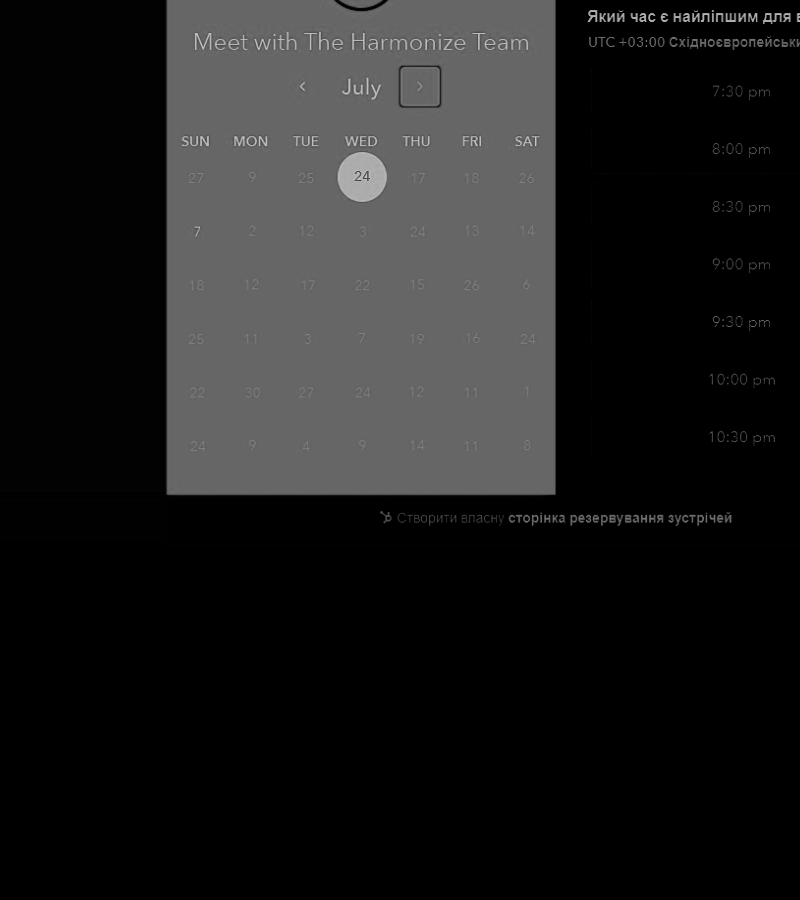 Meet with The Harmonize Team
July
SUN MON TUE WED THU FRI SAT
27 9 25 24 17 18 26
7 2 12 3 24 13 14
18 12 17 22 15 26 6
25 11 3 7 19 16 24
22 30 27 24 12 11 1
24 9 4 9 14 11 8
Який час є найліпшим для
UTC +03:00
7:30 pm
8:00 pm
8:30 pm
9:00 pm
9:30 pm
10:00 pm
10:30 pm
Створити власну сторінка резервування зустрічей